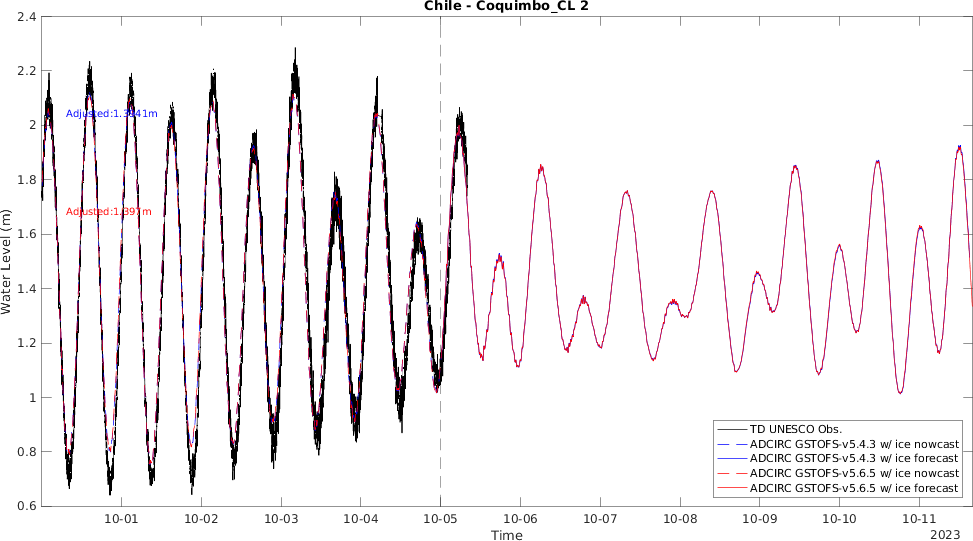 Chile - Coquimbo_CL 2
2.4
2.2
2
1.8
1.6
1.4
1.2
1
0.8
0.6
Water Level (m)
Adjusted:1.3141m
Adjusted:1.397m
10-01
10-02
10-03
10-04
10-05
10-06
10-07
10-08
10-09
10-10
10-11
Time
2023
TD UNESCO Obs.
ADCIRC GSTOFS-v5.4.3 w/ ice nowcast
ADCIRC GSTOFS-v5.4.3 w/ ice forecast
ADCIRC GSTOFS-v5.6.5 w/ ice nowcast
ADCIRC GSTOFS-v5.6.5 w/ ice forecast